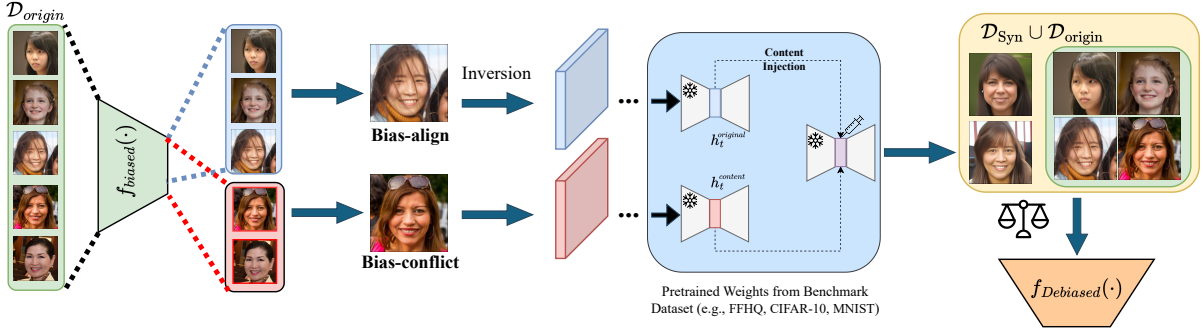 𝒟_origin
f_biased(·)
Bias-align
Bias-conflict
Inversion
...
...
Content
Injection
h_t^original
h_t^content
Pretrained Weights from Benchmark
Dataset (e.g., FFHQ, CIFAR-10, MNIST)
𝒟_Syn ∪ 𝒟_origin
f_Debiased(·)